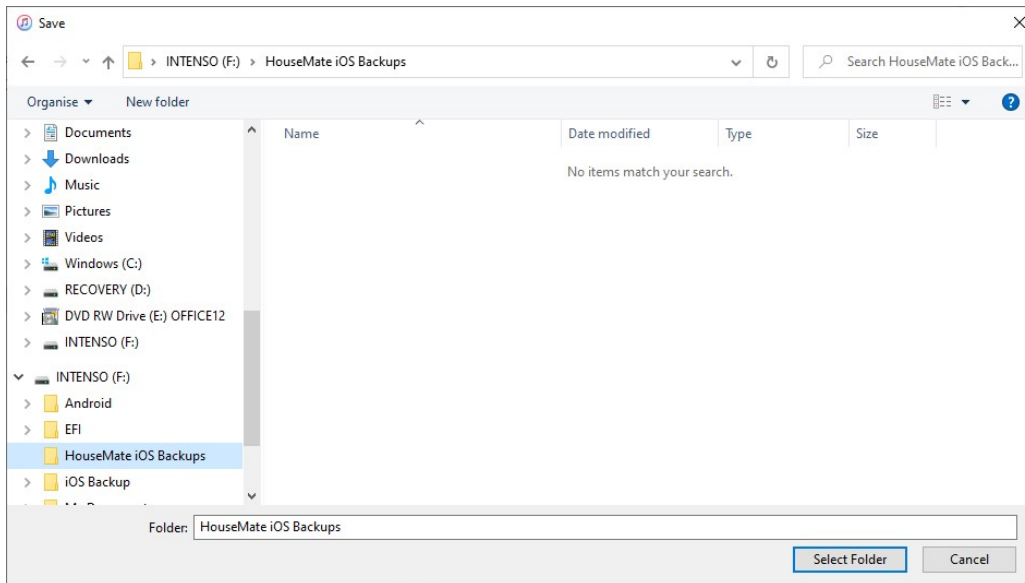 Save
INTENSO (F:) › HouseMate iOS Backups
Search HouseMate iOS Back...
Organise New folder
Name Date modified Type Size
No items match your search.
Documents
Downloads
Music
Pictures
Videos
Windows (C:)
RECOVERY (D:)
DVD RW Drive (E:) OFFICE12
INTENSO (F:)
INTENSO (F:)
Android
EFI
HouseMate iOS Backups
iOS Backup
Folder: HouseMate iOS Backups
Select Folder Cancel